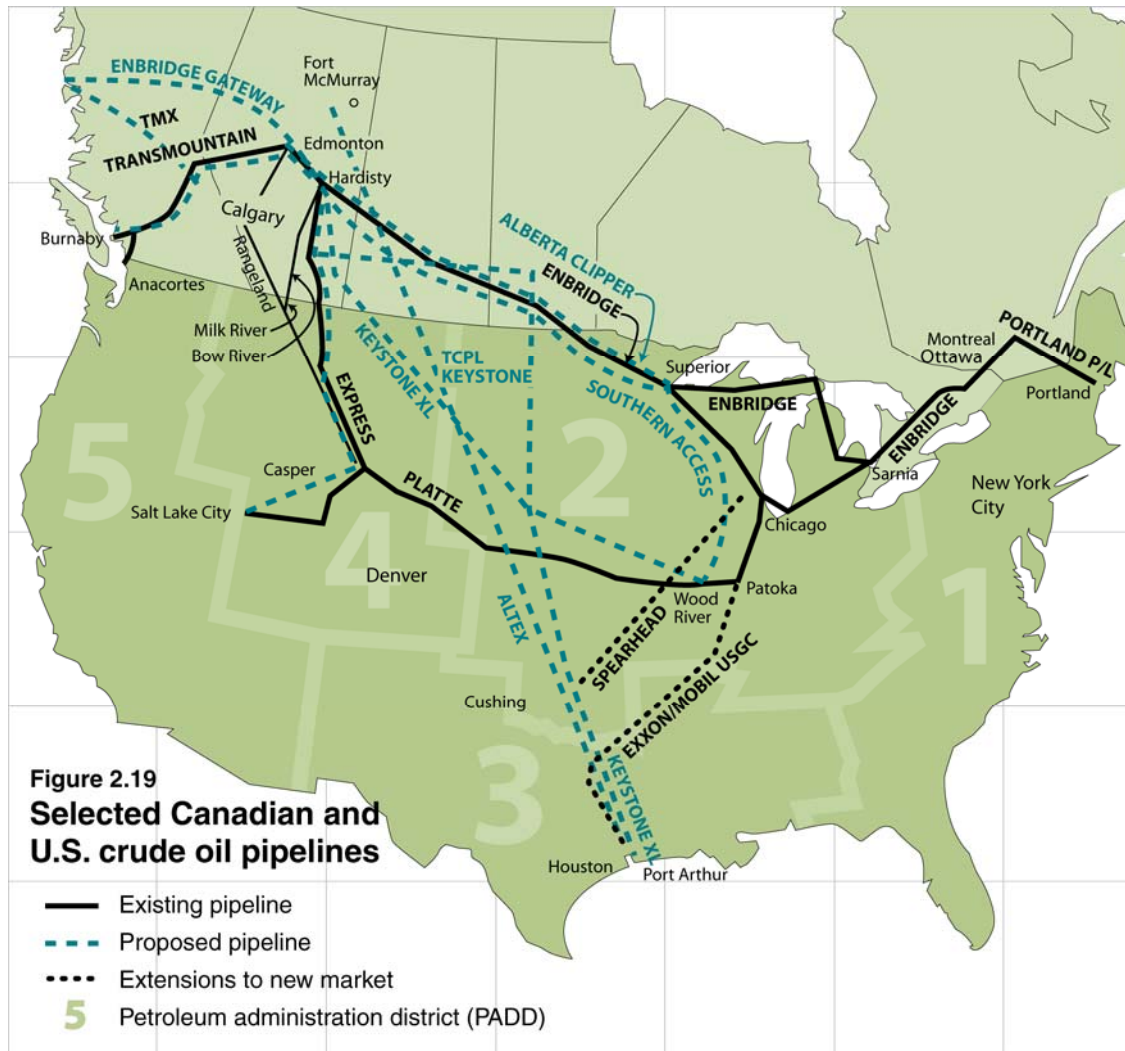 ENBRIDGE GATEWAY
Fort
McMurray
TMX
TRANSMOUNTAIN
Edmonton
Hardisty
Calgary
Burnaby
Rangeland
Anacortes
ALBERTA CLIPPER
ENBRIDGE
Milk River
Bow River
KEYSTONE XL
TCPL
KEYSTONE
Superior
SOUTHERN ACCESS
ENBRIDGE
Montreal
Ottawa
PORTLAND P/L
Portland
ENBRIDGE
Sarnia
New York
City
Chicago
5
EXPRESS
2
Casper
Salt Lake City
PLATTE
4
Denver
Wood
River
Patoka
1
ALTEX
SPEARHEAD
EXXON/MOBIL USGC
Cushing
3
KEYSTONE XL
Houston
Port Arthur
Figure 2.19
Selected Canadian and
U.S. crude oil pipelines
Existing pipeline
Proposed pipeline
Extensions to new market
5 Petroleum administration district (PADD)